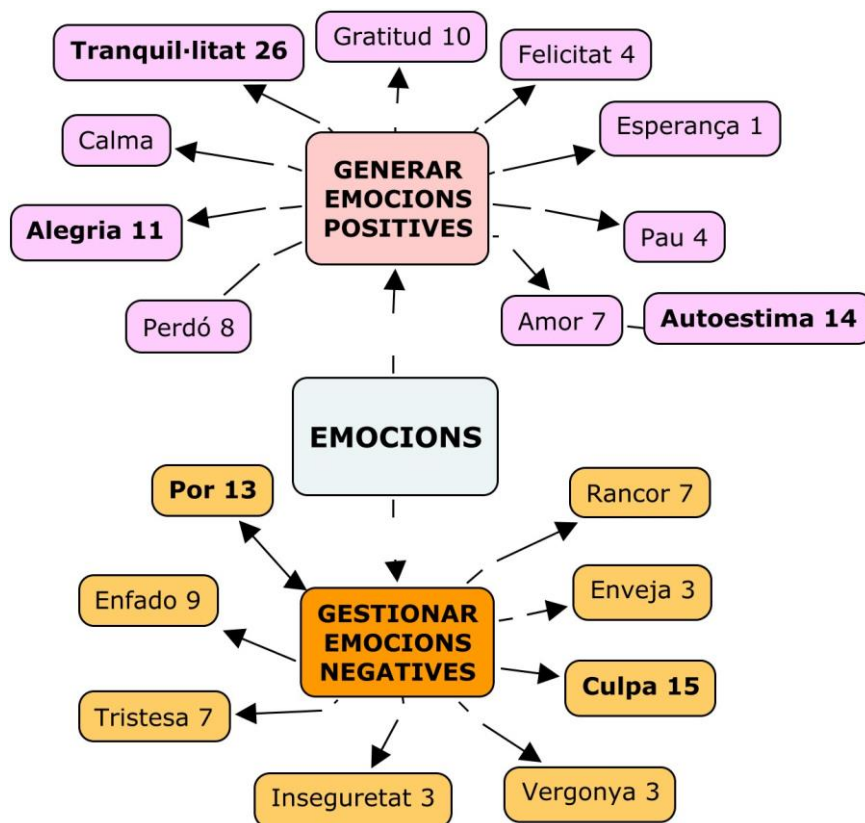 Gratitud 10
Tranquil·litat 26
Felicitat 4
Esperança 1
Calma
GENERAR
EMOCIONS
POSITIVES
Alegria 11
Pau 4
Perdó 8
Amor 7
Autoestima 14
EMOCIONS
Por 13
Rancor 7
Enfado 9
Enveja 3
GESTIONAR
EMOCIONS
NEGATIVES
Culpa 15
Tristesa 7
Inseguretat 3
Vergonya 3